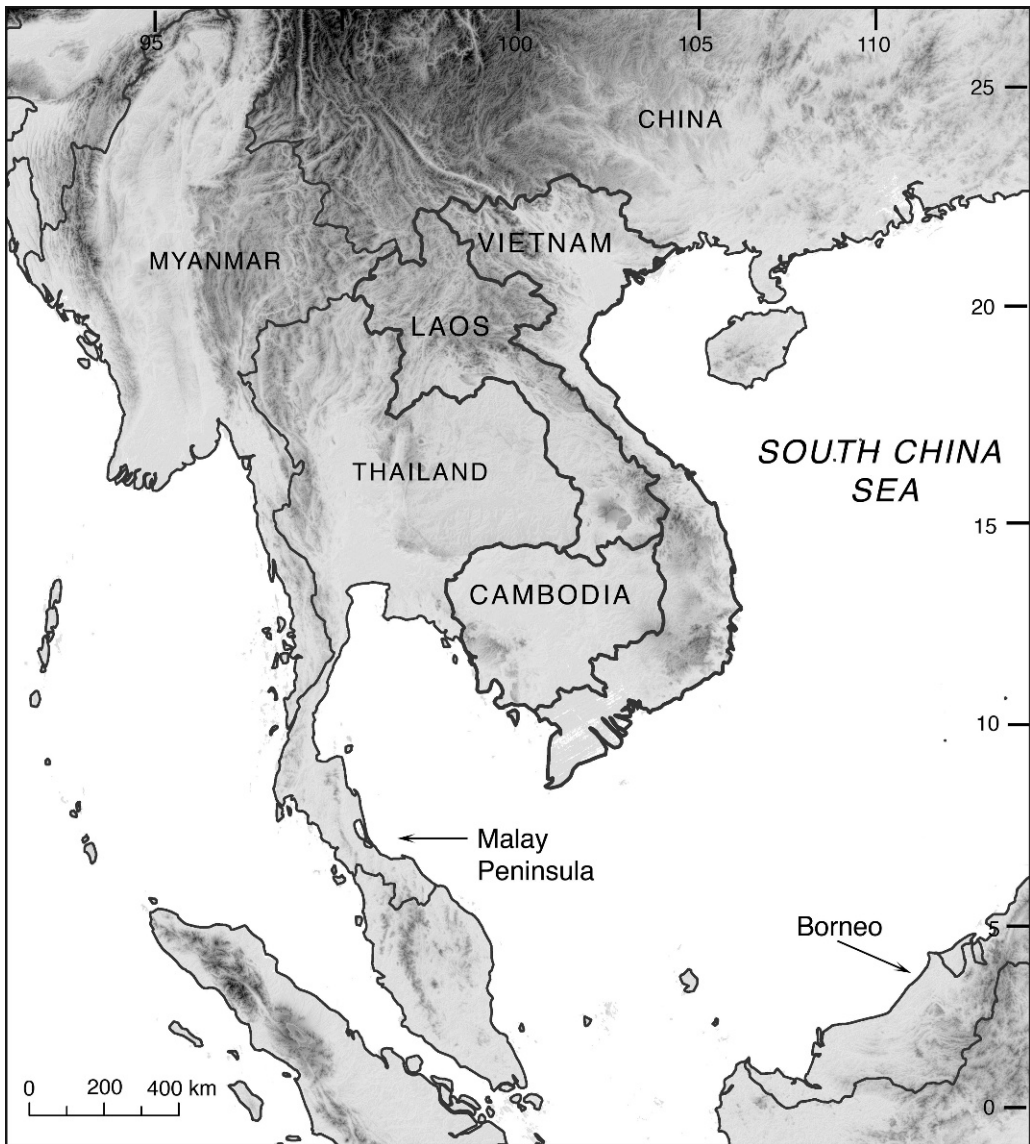 95
100
105
110
25
CHINA
VIETNAM
MYANMAR
20
LAOS
SOUTH CHINA
SEA
THAILAND
15
CAMBODIA
10
Malay
Peninsula
Borneo
5
0 200 400 km
0